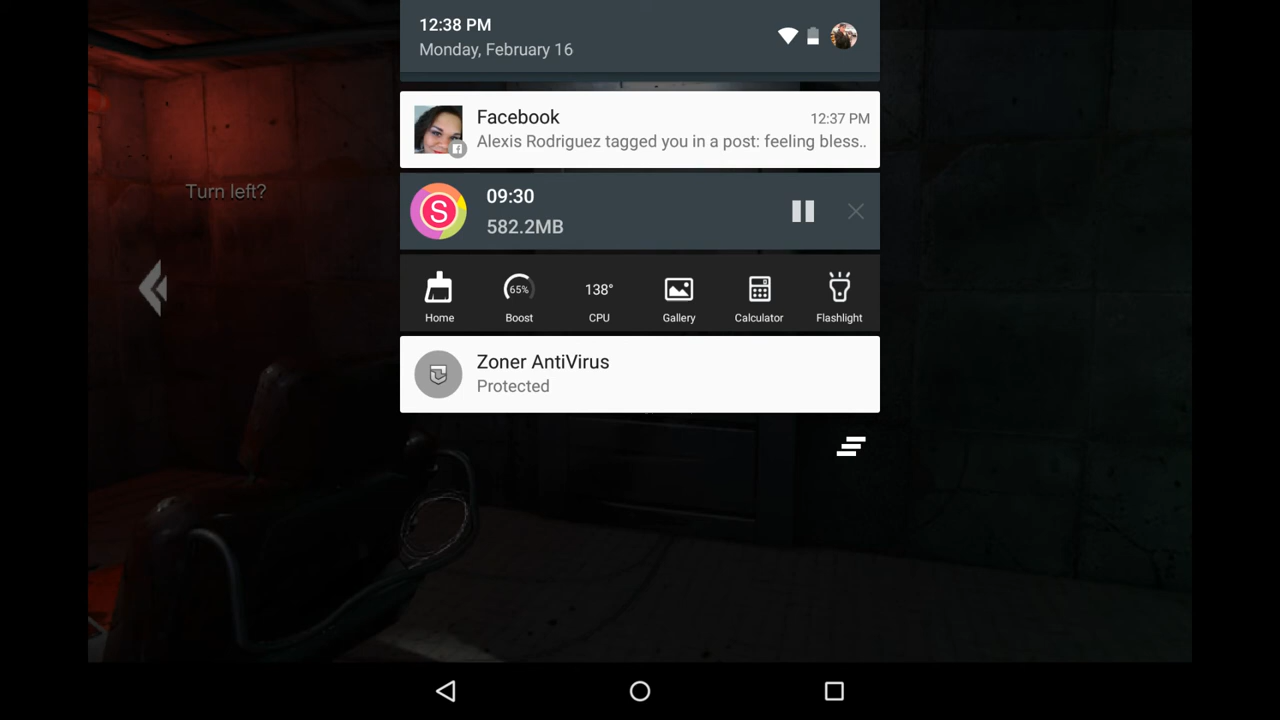 12:38 PM
Monday, February 16
Facebook
12:37 PM
Alexis Rodriguez tagged you in a post: feeling bless..
Turn left?
S
09:30
582.2MB
65%
138°
Home
Boost
CPU
Gallery
Calculator
Flashlight
Zoner AntiVirus
Protected